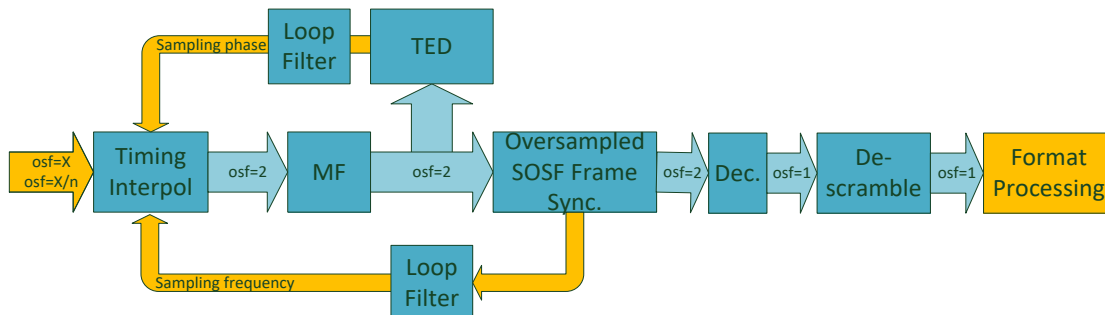 Sampling phase
Loop
Filter
TED
osf=X
osf=X/n
Timing
Interpol
osf=2
MF
osf=2
Oversampled
SOSF Frame
Sync.
osf=2
Dec.
osf=1
De-
scramble
osf=1
Format
Processing
Sampling frequency
Loop
Filter